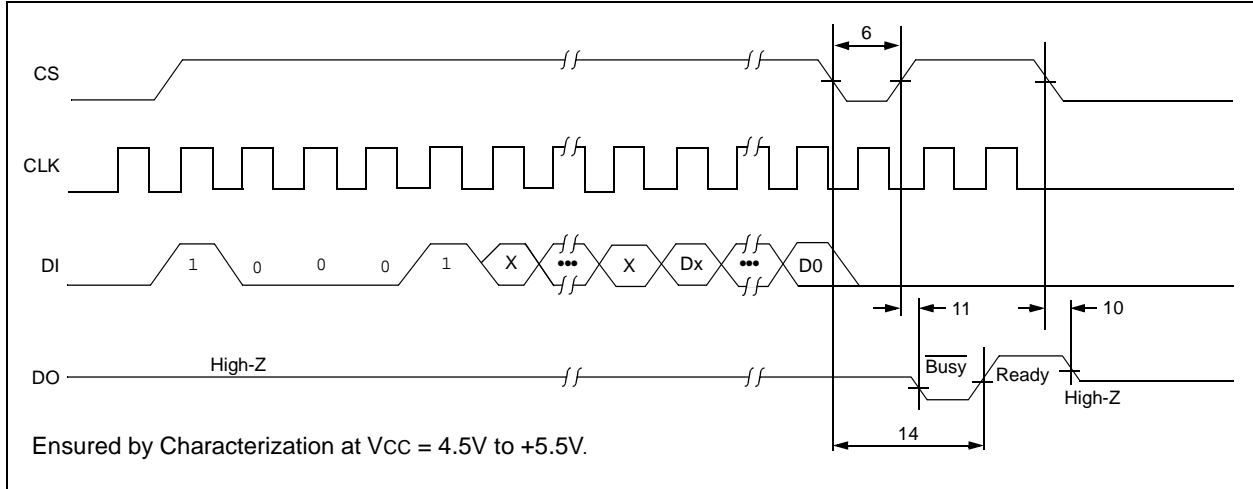 6
CS
CLK
DI 1 0 0 0 1 X ••• X Dx ••• D0
11 10
High-Z
DO
Busy Ready
High-Z
14
Ensured by Characterization at VCC = 4.5V to +5.5V.